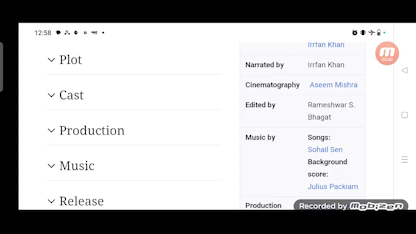 12:58
Plot
Cast
Production
Music
Release
Irrfan Khan
Narrated by Irrfan Khan
Cinematography Aseem Mishra
Edited by Rameshwar S.
Bhagat
Music by Songs:
Sohail Sen
Background
score:
Julius Packiam
Production
Recorded by Mobizen